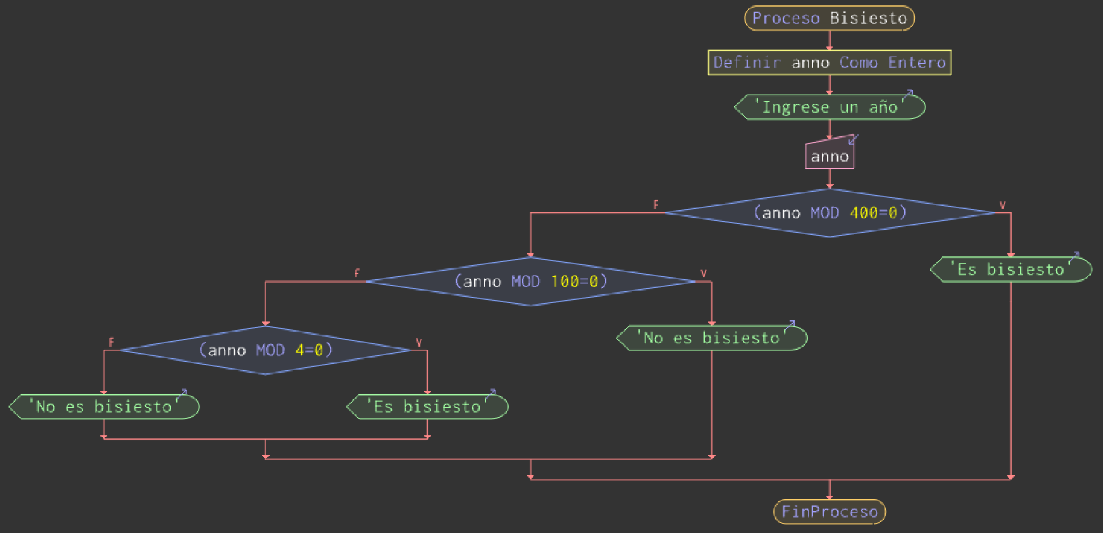 Proceso Bisiesto
Definir anno Como Entero
'Ingrese un año'
anno
F
(anno MOD 400=0)
V
F
(anno MOD 100=0)
V
'Es bisiesto'
F
(anno MOD 4=0)
V
'No es bisiesto'
'No es bisiesto'
'Es bisiesto'
FinProceso